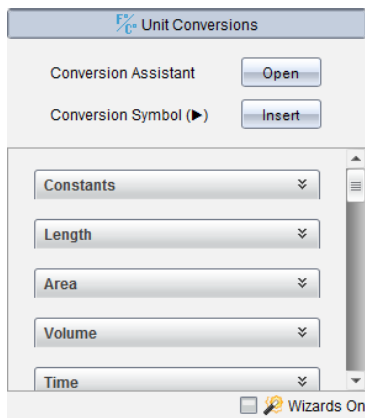 F° C° Unit Conversions
Conversion Assistant Open
Conversion Symbol (▶) Insert
Constants
Length
Area
Volume
Time
Wizards On